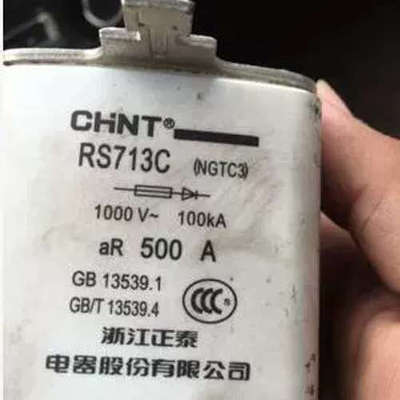 CHNT®
RS713C (NGTC3)
1000 V~ 100kA
aR 500 A
GB 13539.1
GB/T 13539.4
CCC
浙江正泰
电器股份有限公司